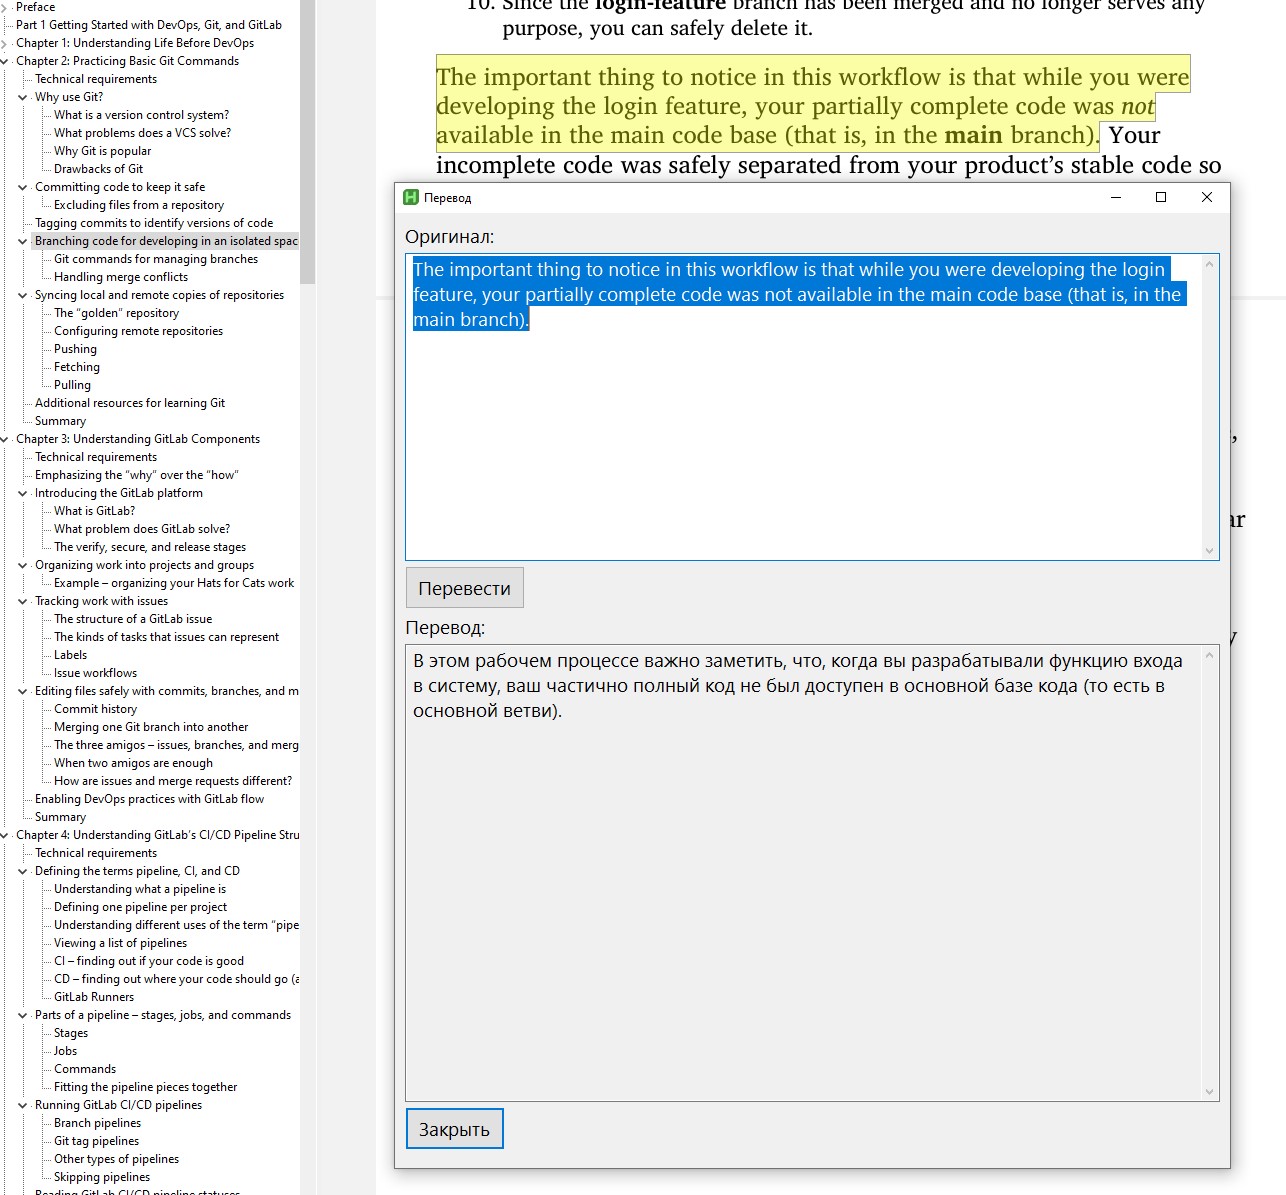 Preface
Part 1 Getting Started with DevOps, Git, and GitLab
Chapter 1: Understanding Life Before DevOps
Chapter 2: Practicing Basic Git Commands
Technical requirements
Why use Git?
What is a version control system?
What problems does a VCS solve?
Why Git is popular
Drawbacks of Git
Committing code to keep it safe
Excluding files from a repository
Tagging commits to identify versions of code
Branching code for developing in an isolated spac
Git commands for managing branches
Handling merge conflicts
Syncing local and remote copies of repositories
The “golden” repository
Configuring remote repositories
Pushing
Fetching
Pulling
Additional resources for learning Git
Summary
Chapter 3: Understanding GitLab Components
Technical requirements
Emphasizing the “why” over the “how”
Introducing the GitLab platform
What is GitLab?
What problem does GitLab solve?
The verify, secure, and release stages
Organizing work into projects and groups
Example – organizing your Hats for Cats work
Tracking work with issues
The structure of a GitLab issue
The kinds of tasks that issues can represent
Labels
Issue workflows
Editing files safely with commits, branches, and m
Commit history
Merging one Git branch into another
The three amigos – issues, branches, and merg
When two amigos are enough
How are issues and merge requests different?
Enabling DevOps practices with GitLab flow
Summary
Chapter 4: Understanding GitLab’s CI/CD Pipeline Stru
Technical requirements
Defining the terms pipeline, CI, and CD
Understanding what a pipeline is
Defining one pipeline per project
Understanding different uses of the term “pipe
Viewing a list of pipelines
CI – finding out if your code is good
CD – finding out where your code should go (a
GitLab Runners
Parts of a pipeline – stages, jobs, and commands
Stages
Jobs
Commands
Fitting the pipeline pieces together
Running GitLab CI/CD pipelines
Branch pipelines
Git tag pipelines
Other types of pipelines
Skipping pipelines
Reading GitLab CI/CD pipeline statuses
10. Since the login-feature branch has been merged and no longer serves any
purpose, you can safely delete it.
The important thing to notice in this workflow is that while you were
developing the login feature, your partially complete code was not
available in the main code base (that is, in the main branch). Your
incomplete code was safely separated from your product’s stable code so
Перевод
Оригинал:
The important thing to notice in this workflow is that while you were developing the login
feature, your partially complete code was not available in the main code base (that is, in the
main branch).
Перевести
Перевод:
В этом рабочем процессе важно заметить, что, когда вы разрабатывали функцию входа
в систему, ваш частично полный код не был доступен в основной базе кода (то есть в
основной ветви).
Закрыть